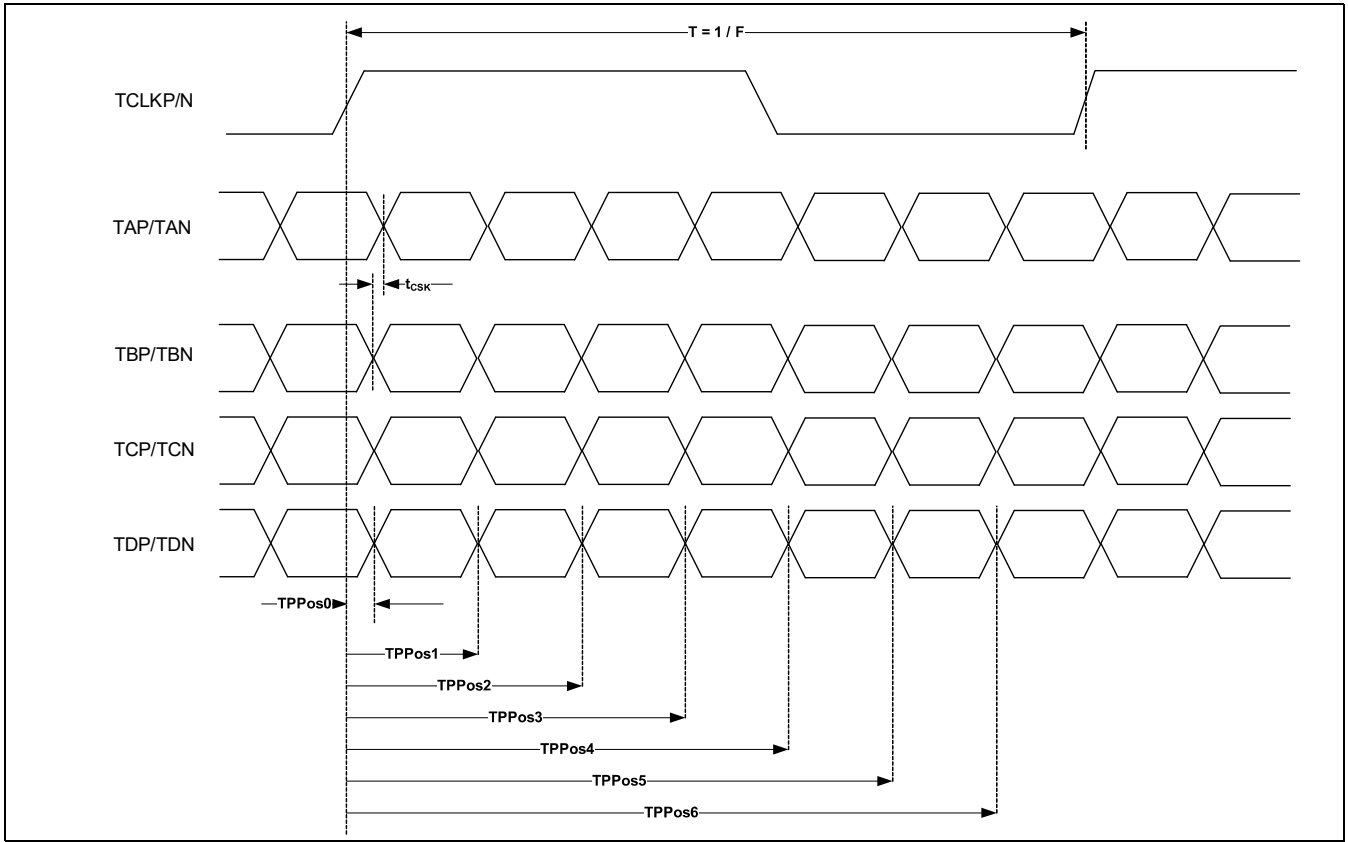 T = 1 / F
TCLKP/N
TAP/TAN
tCSK
TBP/TBN
TCP/TCN
TDP/TDN
TPPos0
TPPos1
TPPos2
TPPos3
TPPos4
TPPos5
TPPos6